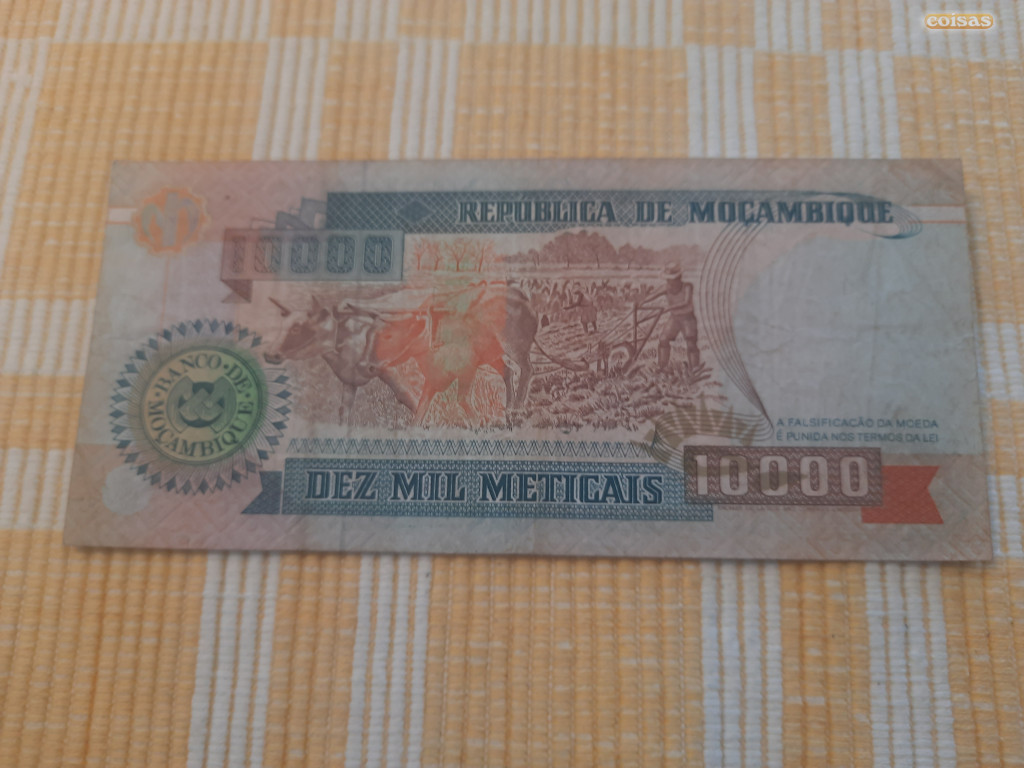 coisas
REPÚBLICA DE MOÇAMBIQUE
10000
BANCO · DE · MOÇAMBIQUE
A FALSIFICAÇÃO DA MOEDA
É PUNIDA NOS TERMOS DA LEI
DEZ MIL METICAIS
10000